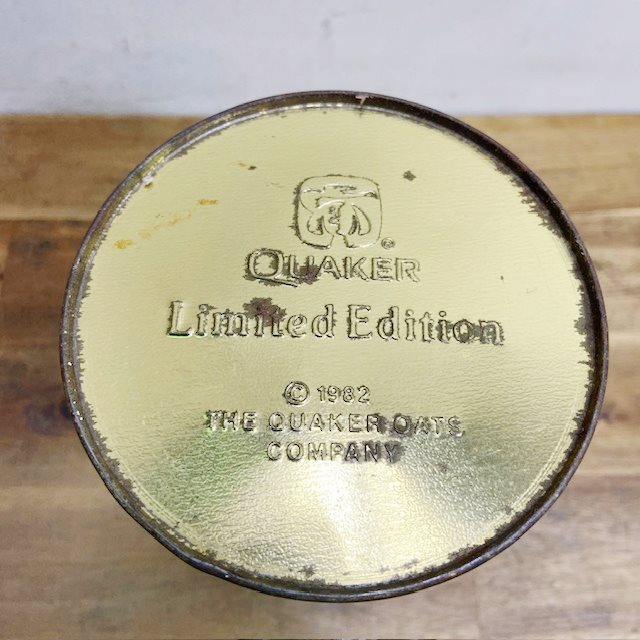 ® QUAKER
Limited Edition
© 1982
THE QUAKER OATS
COMPANY